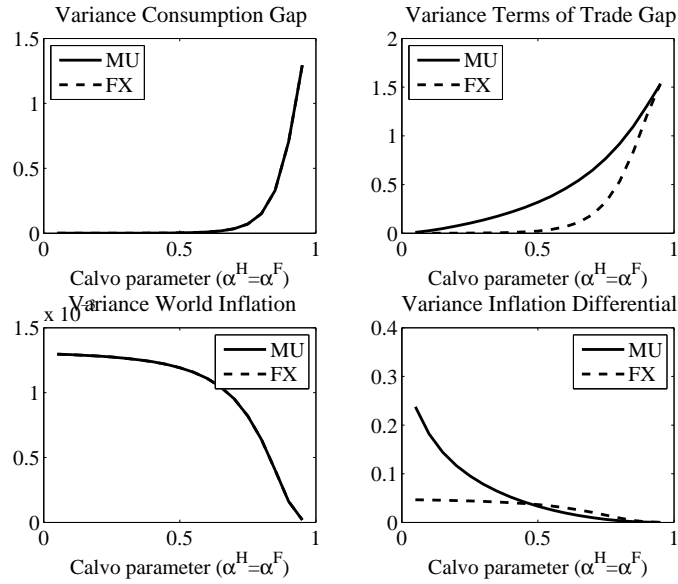 Variance Consumption Gap
1.5
1
0.5
0
MU
FX
0 0.5 1
Calvo parameter (α^H=α^F)
Variance Terms of Trade Gap
2
1.5
1
0.5
0
MU
FX
0 0.5 1
Calvo parameter (α^H=α^F)
x 10^-3
Variance World Inflation
1.5
1
0.5
0
MU
FX
0 0.5 1
Calvo parameter (α^H=α^F)
Variance Inflation Differential
0.4
0.3
0.2
0.1
0
MU
FX
0 0.5 1
Calvo parameter (α^H=α^F)